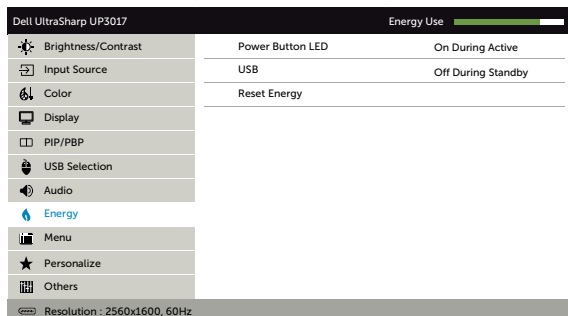 Dell UltraSharp UP3017 Energy Use
Brightness/Contrast Power Button LED On During Active
Input Source USB Off During Standby
Color Reset Energy
Display
PIP/PBP
USB Selection
Audio
Energy
Menu
Personalize
Others
Resolution : 2560x1600, 60Hz